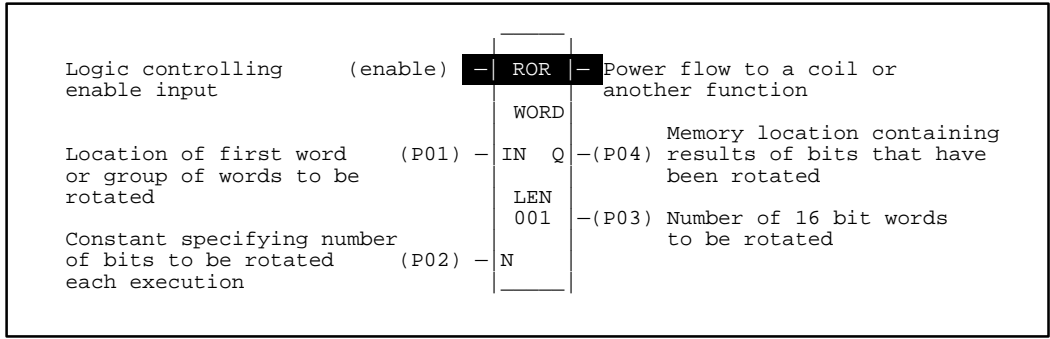 Logic controlling (enable) ROR Power flow to a coil or
enable input another function
WORD
Memory location containing
Location of first word (P01) IN Q (P04) results of bits that have
or group of words to be been rotated
rotated LEN
001 (P03) Number of 16 bit words
Constant specifying number to be rotated
of bits to be rotated (P02) N
each execution